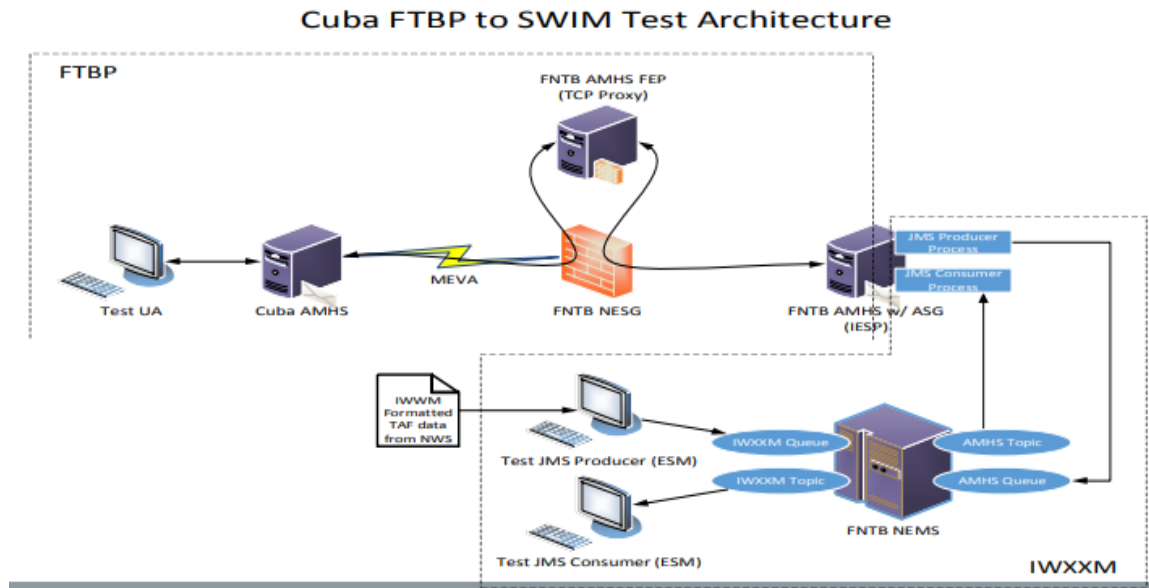 Cuba FTBP to SWIM Test Architecture
FTBP
FNTB AMHS FEP
(TCP Proxy)
JMS Producer
Process
JMS Consumer
Process
MEVA
Test UA
Cuba AMHS
FNTB NESG
FNTB AMHS w/ ASG
(IESP)
IWWM
Formatted
TAF data
from NWS
IWXXM Queue
AMHS Topic
Test JMS Producer (ESM)
IWXXM Topic
AMHS Queue
FNTB NEMS
Test JMS Consumer (ESM)
IWXXM